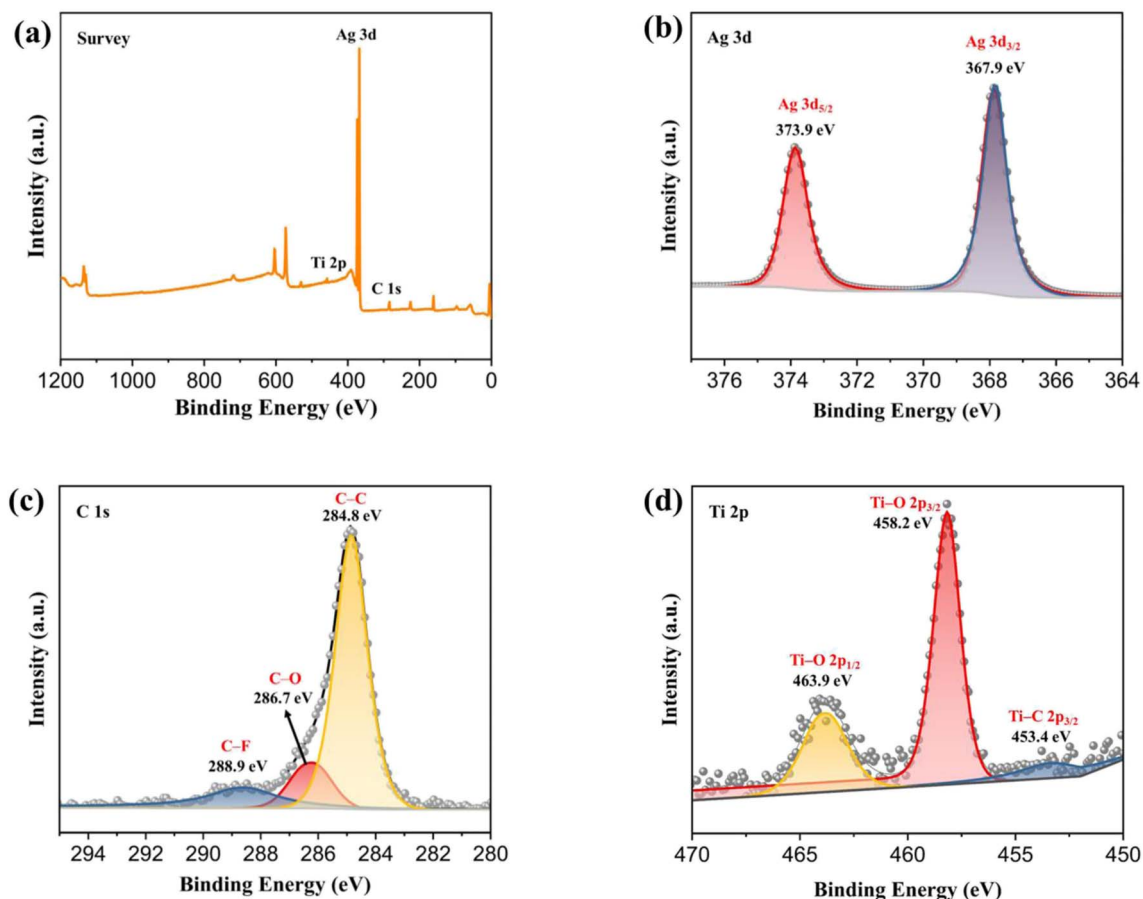 (a)
Survey
Ag 3d
Ti 2p
C 1s
Intensity (a.u.)
1200 1000 800 600 400 200 0
Binding Energy (eV)
(b)
Ag 3d
Ag 3d3/2
367.9 eV
Ag 3d5/2
373.9 eV
Intensity (a.u.)
376 374 372 370 368 366 364
Binding Energy (eV)
(c)
C 1s
C–C
284.8 eV
C–O
286.7 eV
C–F
288.9 eV
Intensity (a.u.)
294 292 290 288 286 284 282 280
Binding Energy (eV)
(d)
Ti 2p
Ti–O 2p3/2
458.2 eV
Ti–O 2p1/2
463.9 eV
Ti–C 2p3/2
453.4 eV
Intensity (a.u.)
470 465 460 455 450
Binding Energy (eV)